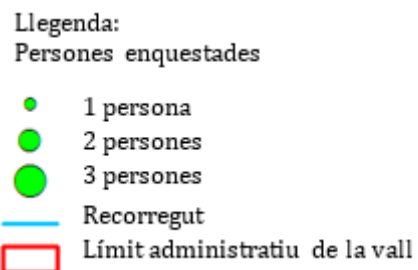 Llegenda:
Persones enquestades
1 persona
2 persones
3 persones
Recorregut
Límit administratiu de la vall